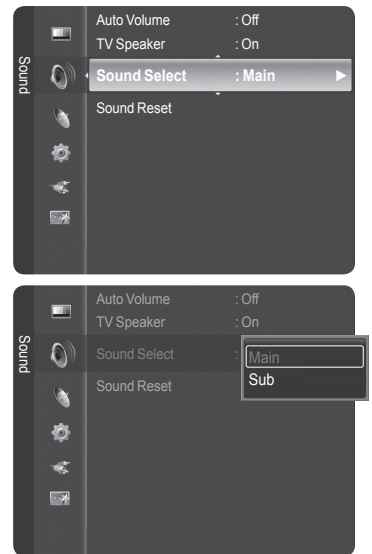 Sound
Auto Volume : Off
TV Speaker : On
Sound Select : Main
Sound Reset
Sound
Auto Volume : Off
TV Speaker : On
Sound Select :
Main
Sub
Sound Reset